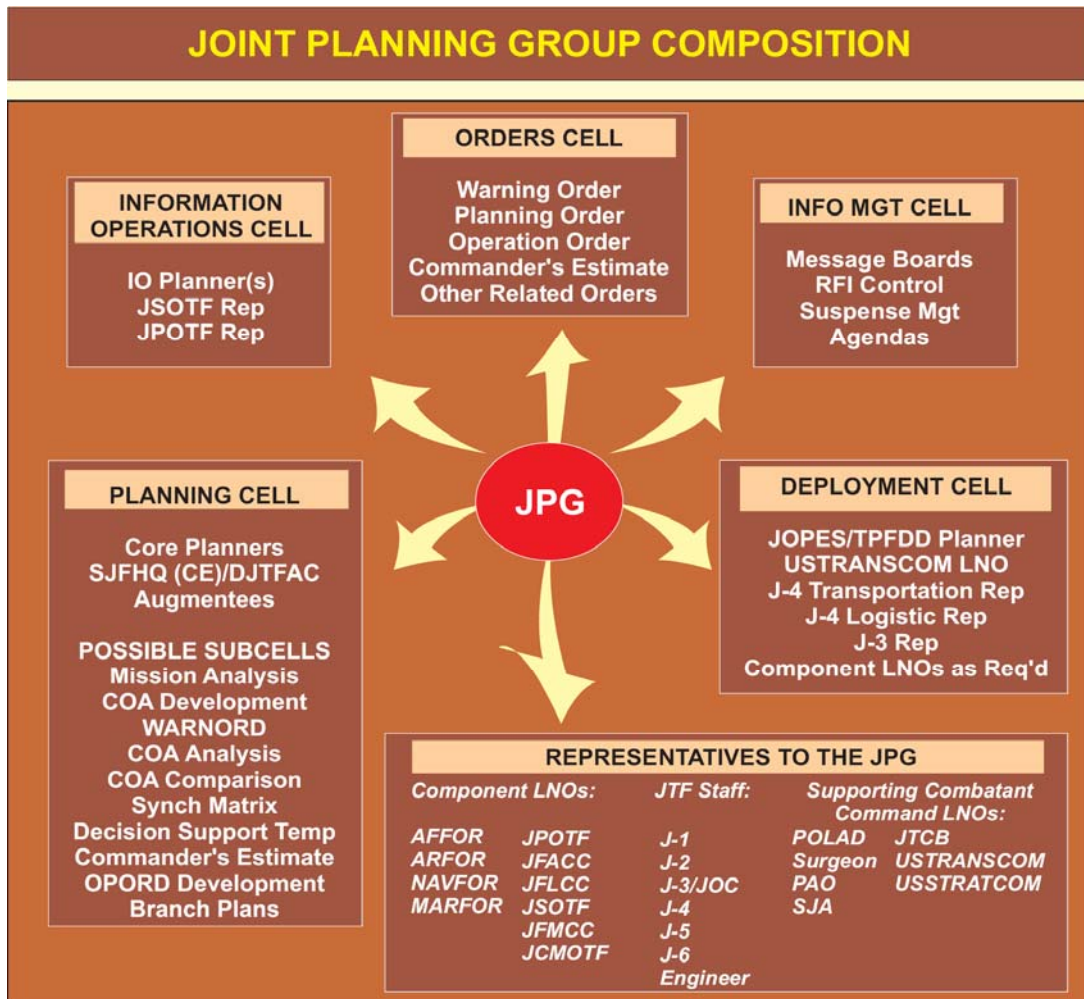 JOINT PLANNING GROUP COMPOSITION
ORDERS CELL
Warning Order
Planning Order
Operation Order
Commander's Estimate
Other Related Orders
INFORMATION
OPERATIONS CELL
IO Planner(s)
JSOTF Rep
JPOTF Rep
INFO MGT CELL
Message Boards
RFI Control
Suspense Mgt
Agendas
JPG
PLANNING CELL
Core Planners
SJFHQ (CE)/DJTFAC
Augmentees
POSSIBLE SUBCELLS
Mission Analysis
COA Development
WARNORD
COA Analysis
COA Comparison
Synch Matrix
Decision Support Temp
Commander's Estimate
OPORD Development
Branch Plans
DEPLOYMENT CELL
JOPES/TPFDD Planner
USTRANSCOM LNO
J-4 Transportation Rep
J-4 Logistic Rep
J-3 Rep
Component LNOs as Req'd
REPRESENTATIVES TO THE JPG
Component LNOs:
AFFOR JPOTF
ARFOR JFACC
NAVFOR JFLCC
MARFOR JSOTF
JFMCC
JCMOTF
JTF Staff:
J-1
J-2
J-3/JOC
J-4
J-5
J-6
Engineer
Supporting Combatant
Command LNOs:
POLAD JTCB
Surgeon USTRANSCOM
PAO USSTRATCOM
SJA